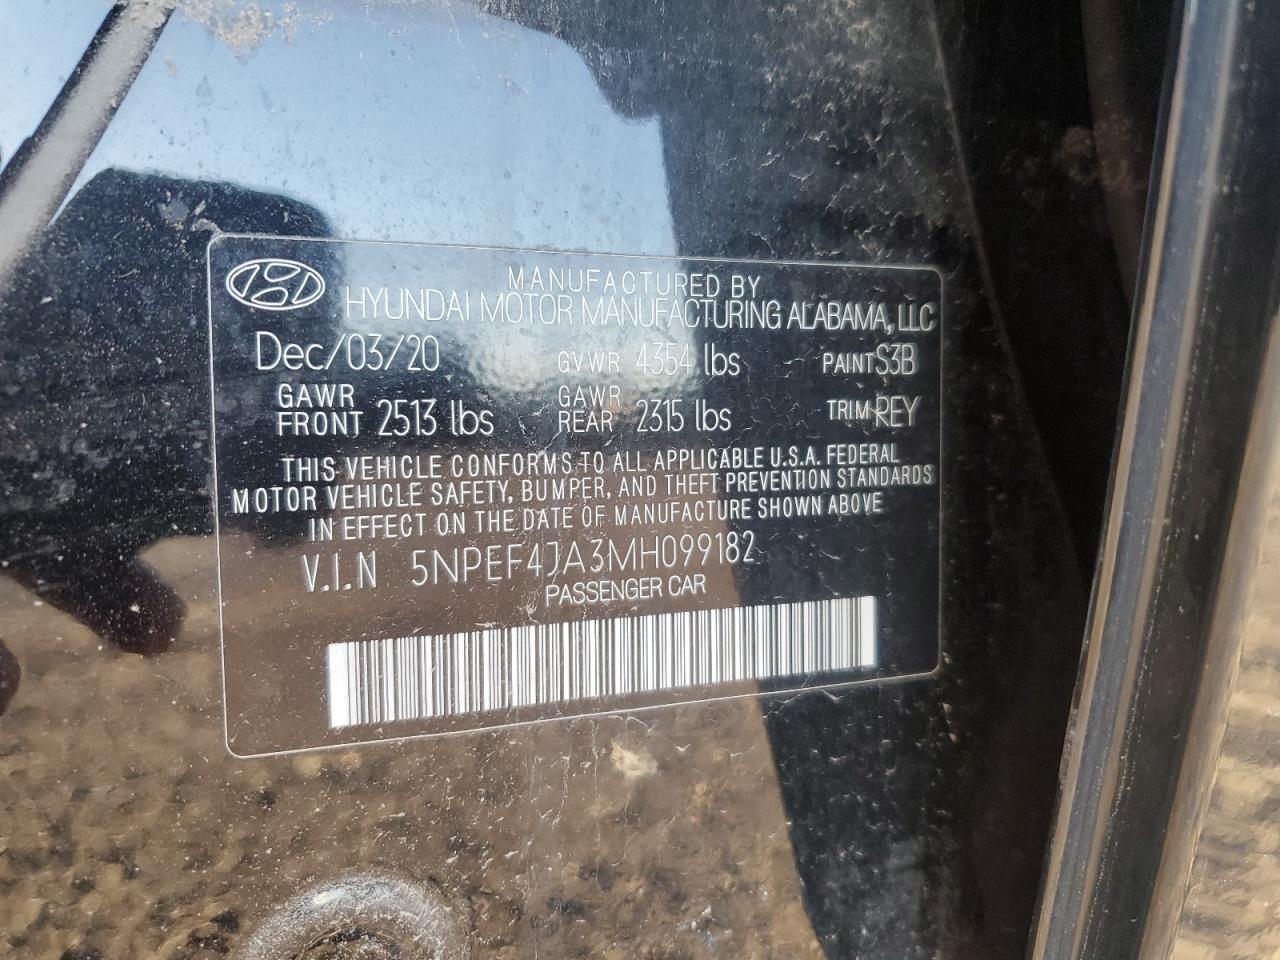 MANUFACTURED BY
HYUNDAI MOTOR MANUFACTURING ALABAMA, LLC
Dec/03/20 GVWR 4354 lbs PAINT S3B
GAWR FRONT 2513 lbs GAWR REAR 2315 lbs TRIM REY
THIS VEHICLE CONFORMS TO ALL APPLICABLE U.S.A. FEDERAL
MOTOR VEHICLE SAFETY, BUMPER, AND THEFT PREVENTION STANDARDS
IN EFFECT ON THE DATE OF MANUFACTURE SHOWN ABOVE
V.I.N 5NPEF4JA3MH099182
PASSENGER CAR